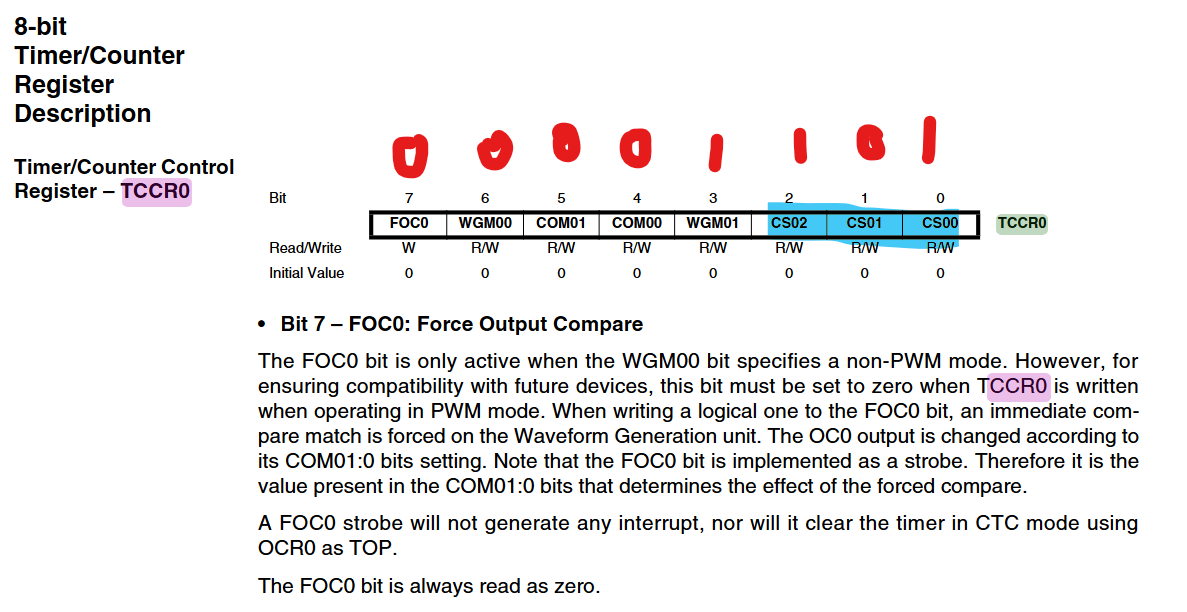 8-bit
Timer/Counter
Register
Description
Timer/Counter Control
Register – TCCR0
0 0 0 0 1 1 0 1
Bit 7 6 5 4 3 2 1 0
FOC0 WGM00 COM01 COM00 WGM01 CS02 CS01 CS00 TCCR0
Read/Write W R/W R/W R/W R/W R/W R/W R/W
Initial Value 0 0 0 0 0 0 0 0
• Bit 7 – FOC0: Force Output Compare
The FOC0 bit is only active when the WGM00 bit specifies a non-PWM mode. However, for
ensuring compatibility with future devices, this bit must be set to zero when TCCR0 is written
when operating in PWM mode. When writing a logical one to the FOC0 bit, an immediate com-
pare match is forced on the Waveform Generation unit. The OC0 output is changed according to
its COM01:0 bits setting. Note that the FOC0 bit is implemented as a strobe. Therefore it is the
value present in the COM01:0 bits that determines the effect of the forced compare.
A FOC0 strobe will not generate any interrupt, nor will it clear the timer in CTC mode using
OCR0 as TOP.
The FOC0 bit is always read as zero.